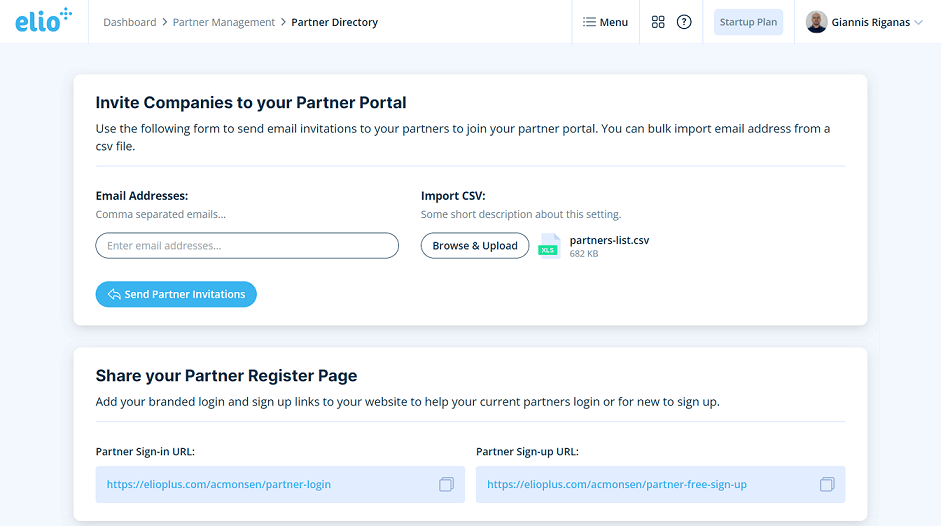 elio
Dashboard > Partner Management > Partner Directory
Menu
?
Startup Plan
Giannis Riganas
Invite Companies to your Partner Portal
Use the following form to send email invitations to your partners to join your partner portal. You can bulk import email address from a
csv file.
Email Addresses:
Comma separated emails...
Enter email addresses...
Import CSV:
Some short description about this setting.
Browse & Upload
XLS
partners-list.csv
682 KB
Send Partner Invitations
Share your Partner Register Page
Add your branded login and sign up links to your website to help your current partners login or for new to sign up.
Partner Sign-in URL:
https://elioplus.com/acmonsen/partner-login
Partner Sign-up URL:
https://elioplus.com/acmonsen/partner-free-sign-up